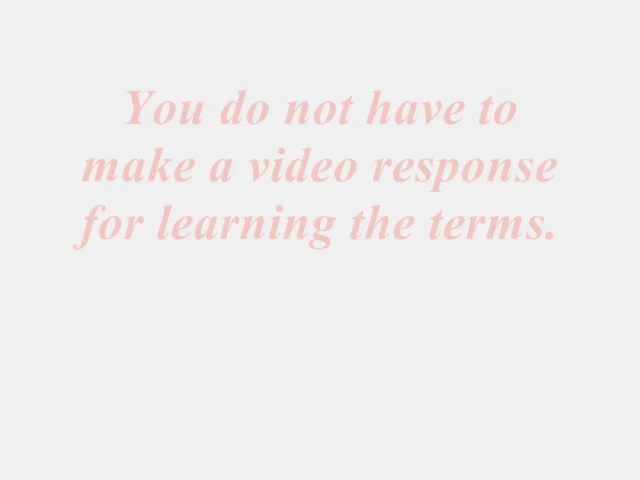 You do not have to
make a video response
for learning the terms.